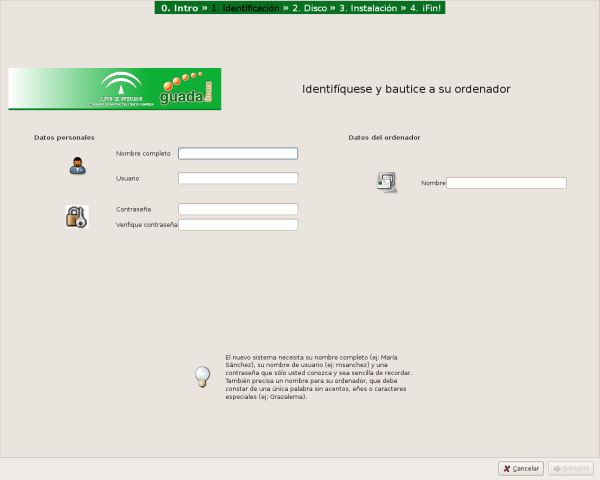 0. Intro » 1. Identificación » 2. Disco » 3. Instalación » 4. ¡Fin!
JUNTA DE ANDALUCIA
guada
Identifíquese y bautice a su ordenador
Datos personales
Datos del ordenador
Nombre completo
Usuario
Nombre
Contraseña
Verifique contraseña
El nuevo sistema necesita su nombre completo (ej: María
Sánchez), su nombre de usuario (ej: msanchez) y una
contraseña que sólo usted conozca y sea sencilla de recordar.
También precisa un nombre para su ordenador, que debe
constar de una única palabra sin acentos, eñes o caracteres
especiales (ej: Grazalema).
Cancelar
Adelante